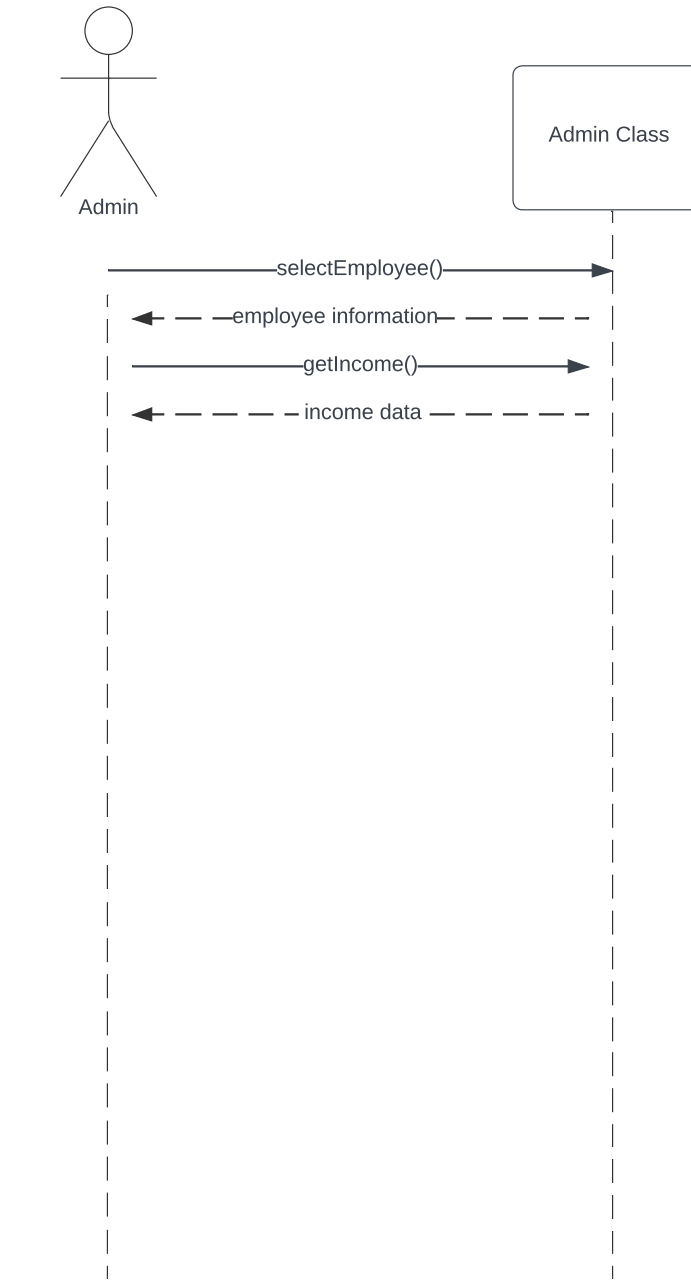 Admin Class
Admin
selectEmployee()
employee information
getIncome()
income data